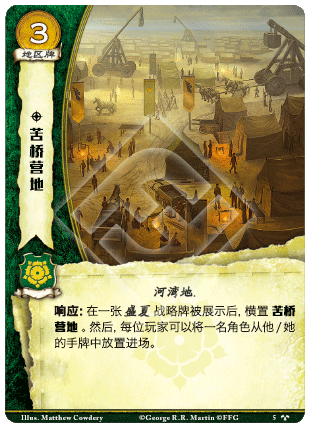 3
地区牌
苦桥营地
河湾地.
响应: 在一张 盛夏 战略牌被展示后, 横置 苦桥
营地 。然后, 每位玩家可以将一名角色从他/她
的手牌中放置进场。
Illus. Matthew Cowdery ©George R.R. Martin ©FFG 5